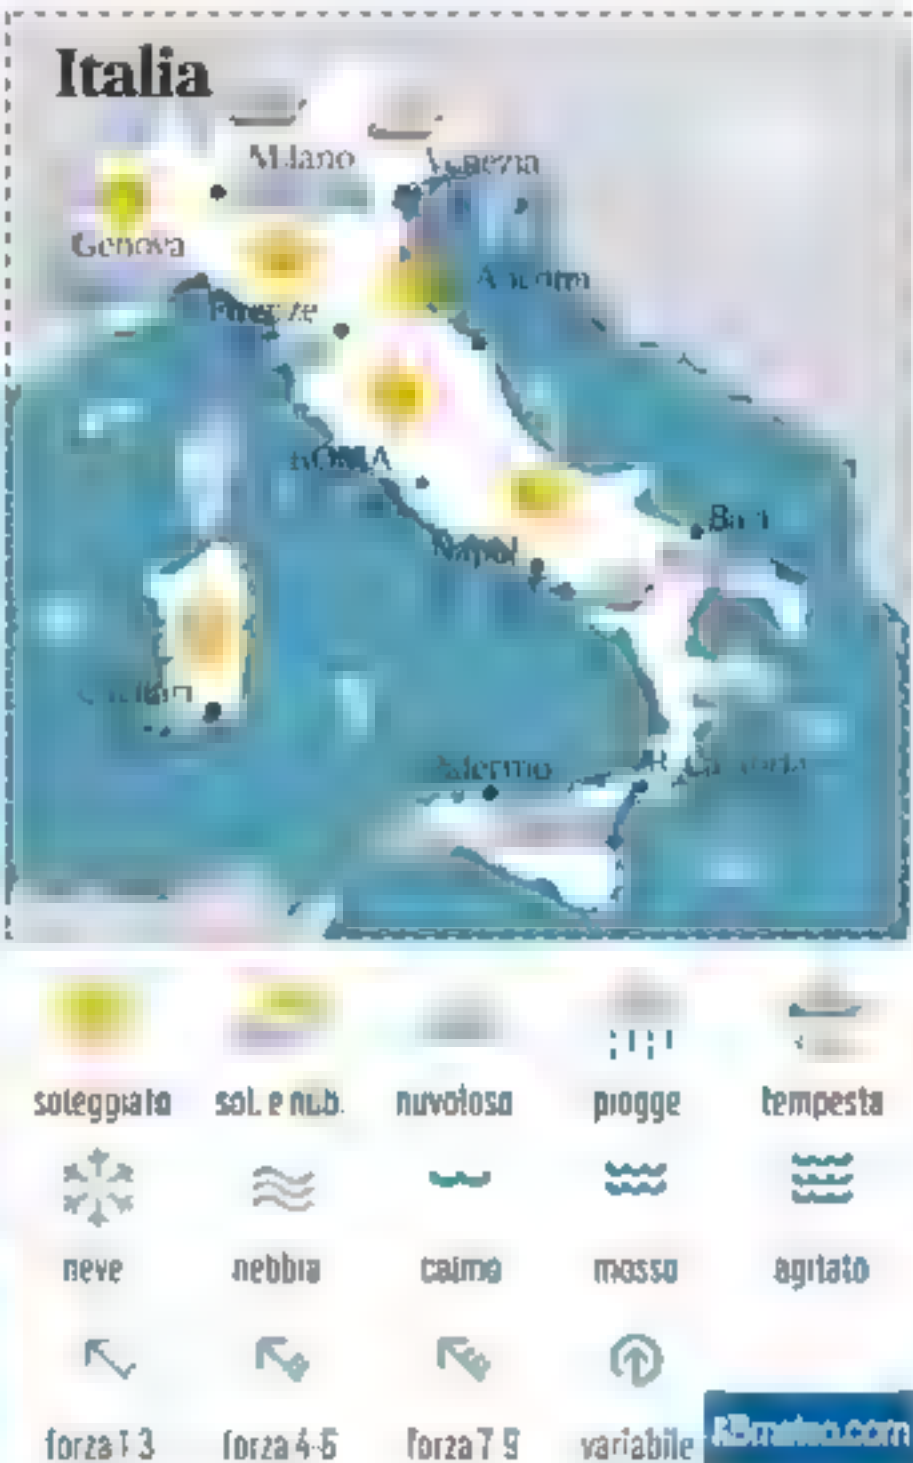 Italia
Milano
Genova
Ancona
Firenze
ROMA
Bari
Napoli
Palermo
soleggiato sol. e nub. nuvoloso piogge tempesta
neve nebbia calmo mosso agitato
forza 1-3 forza 4-6 forza 7-9 variabile